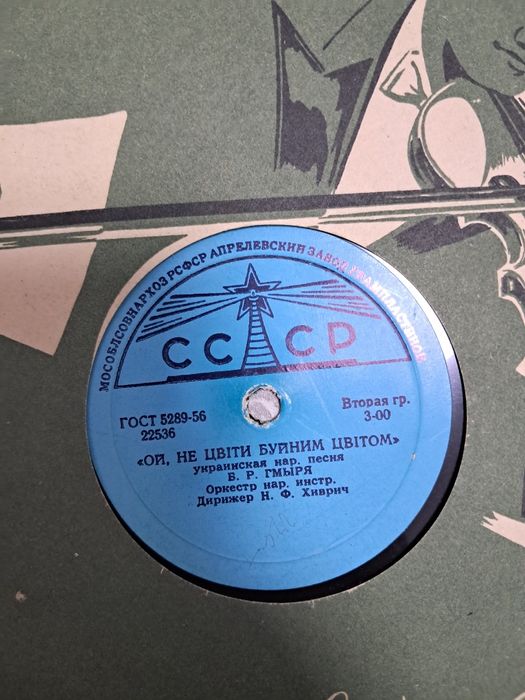 МОСОБЛСОВНАРХОЗ РСФСР АПРЕЛЕВСКИЙ ЗАВОД ГРАМПЛАСТИНОК
СССР
ГОСТ 5289-56
22536
Вторая гр.
3-00
«ОЙ, НЕ ЦВІТИ БУЙНИМ ЦВІТОМ»
украинская нар. песня
Б. Р. ГМЫРЯ
Оркестр нар. инстр.
Дирижер Н. Ф. Хиврич